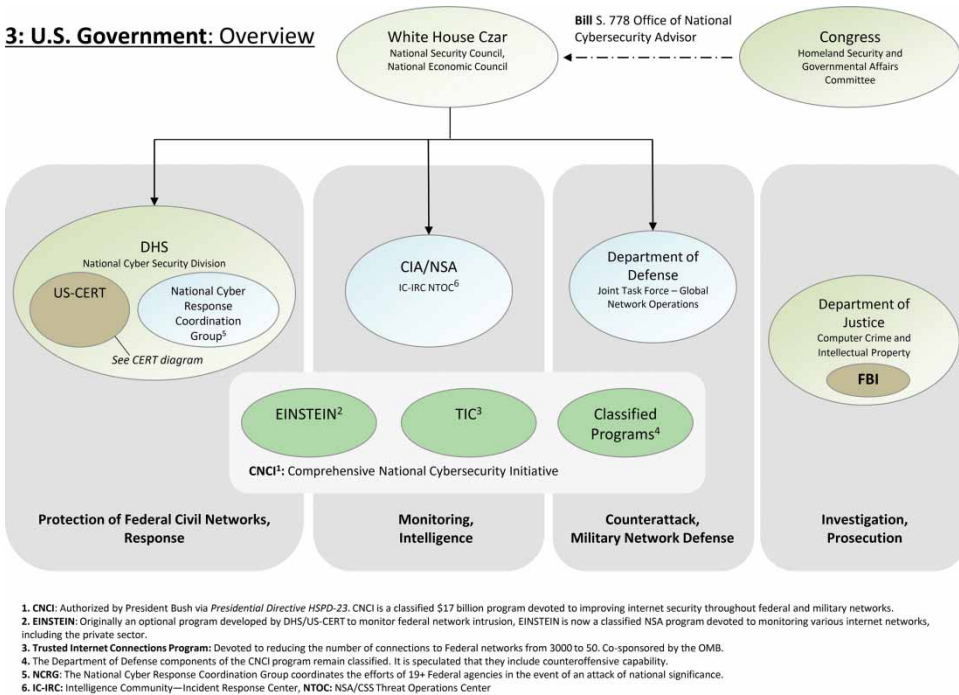 3: U.S. Government: Overview
White House Czar
National Security Council,
National Economic Council
Bill S. 778 Office of National
Cybersecurity Advisor
Congress
Homeland Security and
Governmental Affairs
Committee
DHS
National Cyber Security Division
US-CERT
National Cyber
Response
Coordination
Group5
See CERT diagram
CIA/NSA
IC-IRC NTOC6
Department of
Defense
Joint Task Force – Global
Network Operations
Department of
Justice
Computer Crime and
Intellectual Property
FBI
EINSTEIN2
TIC3
Classified
Programs4
CNCI1: Comprehensive National Cybersecurity Initiative
Protection of Federal Civil Networks,
Response
Monitoring,
Intelligence
Counterattack,
Military Network Defense
Investigation,
Prosecution
1. CNCI: Authorized by President Bush via Presidential Directive HSPD-23. CNCI is a classified $17 billion program devoted to improving internet security throughout federal and military networks.
2. EINSTEIN: Originally an optional program developed by DHS/US-CERT to monitor federal network intrusion, EINSTEIN is now a classified NSA program devoted to monitoring various internet networks,
including the private sector.
3. Trusted Internet Connections Program: Devoted to reducing the number of connections to Federal networks from 3000 to 50. Co-sponsored by the OMB.
4. The Department of Defense components of the CNCI program remain classified. It is speculated that they include counteroffensive capability.
5. NCRG: The National Cyber Response Coordination Group coordinates the efforts of 19+ Federal agencies in the event of an attack of national significance.
6. IC-IRC: Intelligence Community—Incident Response Center, NTOC: NSA/CSS Threat Operations Center